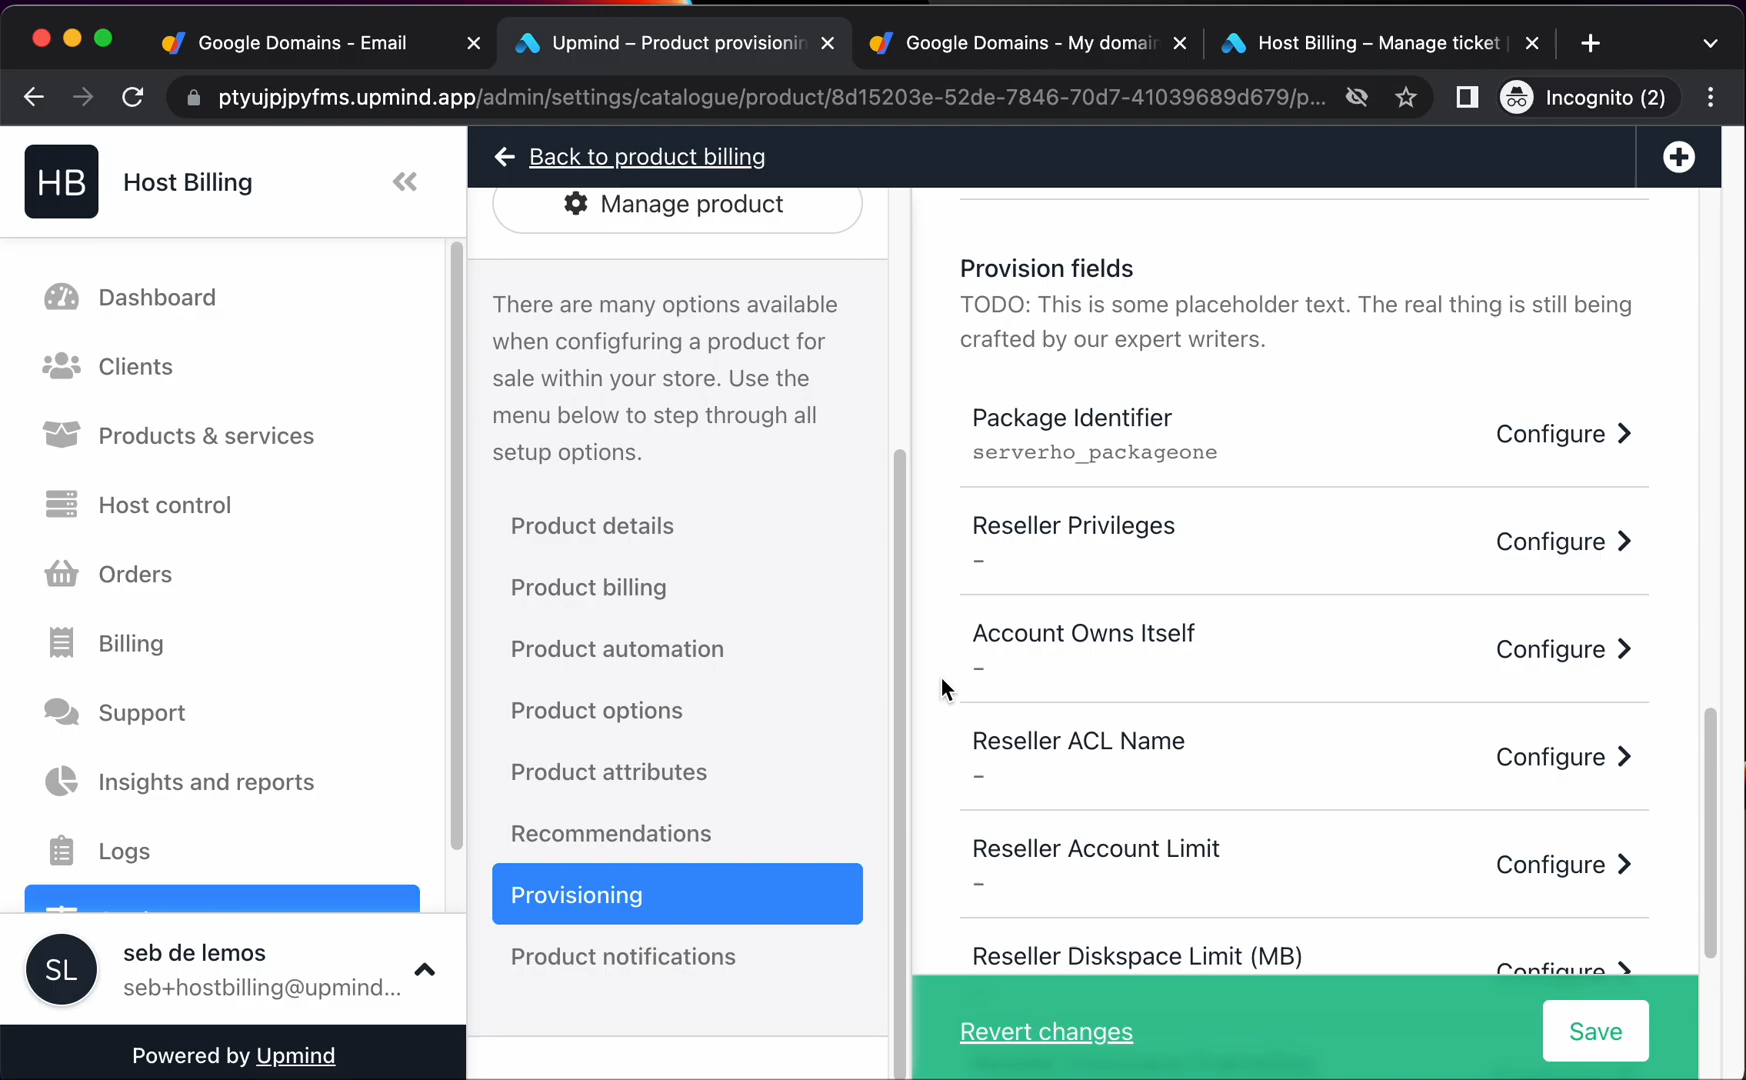 Google Domains - Email
Upmind – Product provisionin
Google Domains - My domain
Host Billing – Manage ticket |
ptyujpjpyfms.upmind.app/admin/settings/catalogue/product/8d15203e-52de-7846-70d7-41039689d679/p...
Incognito (2)
HB
Host Billing
Back to product billing
Manage product
Dashboard
Clients
Products & services
Host control
Orders
Billing
Support
Insights and reports
Logs
SL
seb de lemos
seb+hostbilling@upmind...
Powered by Upmind
There are many options available
when configfuring a product for
sale within your store. Use the
menu below to step through all
setup options.
Product details
Product billing
Product automation
Product options
Product attributes
Recommendations
Provisioning
Product notifications
Provision fields
TODO: This is some placeholder text. The real thing is still being
crafted by our expert writers.
Package Identifier
serverho_packageone
Configure
Reseller Privileges
–
Configure
Account Owns Itself
–
Configure
Reseller ACL Name
–
Configure
Reseller Account Limit
–
Configure
Reseller Diskspace Limit (MB)
Configure
Revert changes
Save